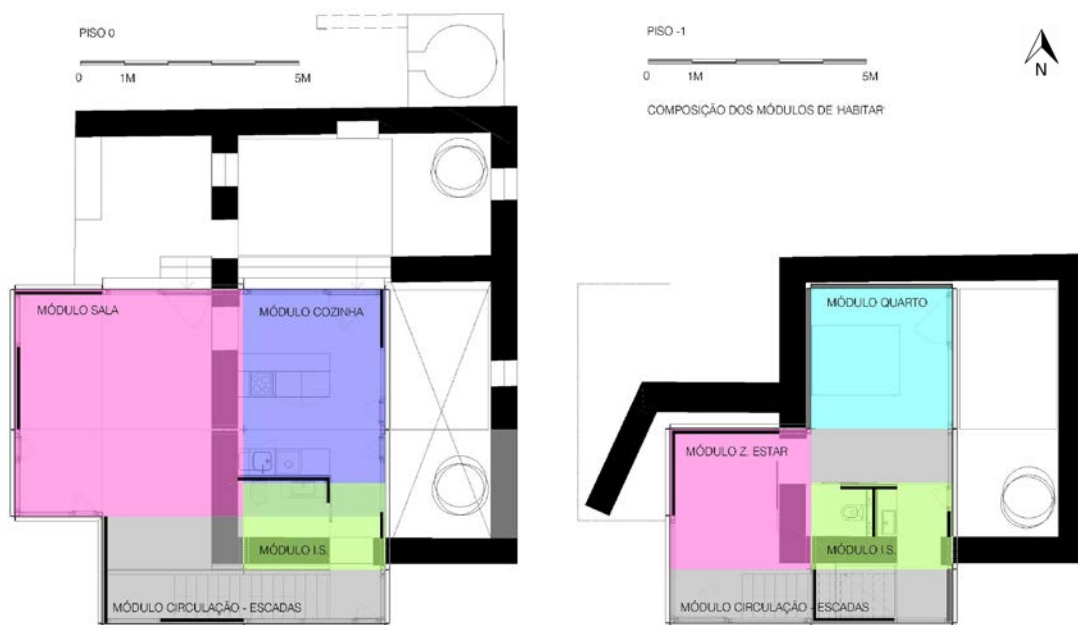 PISO 0
0 1M 5M
MÓDULO SALA
MÓDULO COZINHA
MÓDULO I.S.
MÓDULO CIRCULAÇÃO - ESCADAS
PISO -1
0 1M 5M
COMPOSIÇÃO DOS MÓDULOS DE 'HABITAR'
N
MÓDULO QUARTO
MÓDULO Z. ESTAR
MÓDULO I.S.
MÓDULO CIRCULAÇÃO - ESCADAS